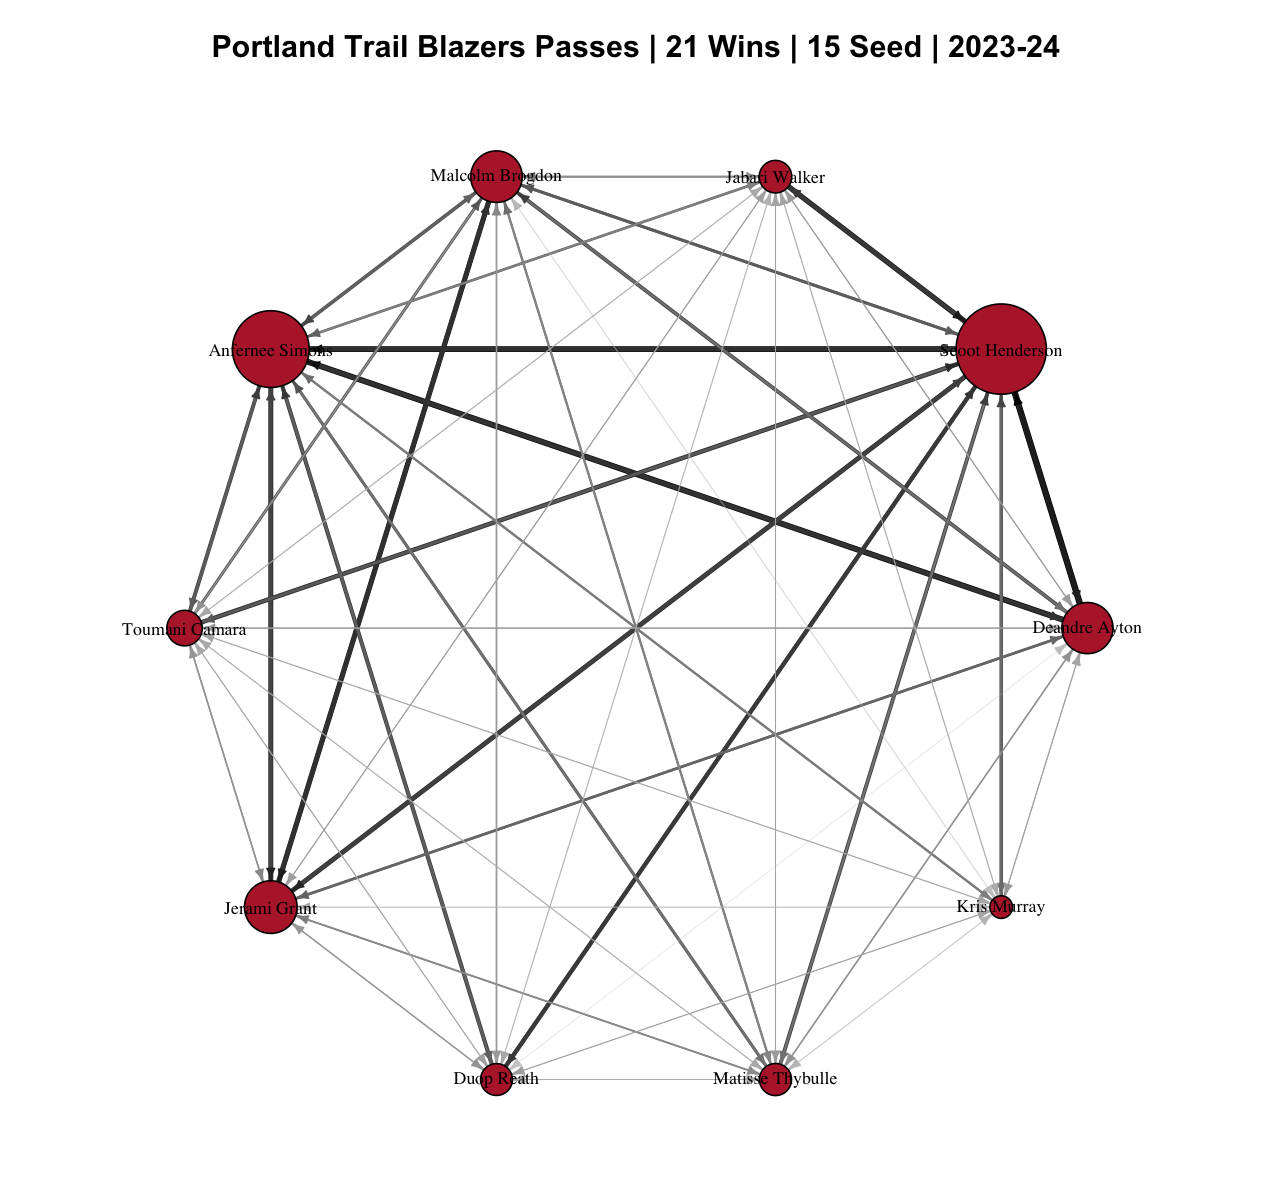 Portland Trail Blazers Passes | 21 Wins | 15 Seed | 2023-24
Malcolm Brogdon
Jabari Walker
Anfernee Simons
Scoot Henderson
Toumani Camara
Deandre Ayton
Jerami Grant
Kris Murray
Duop Reath
Matisse Thybulle